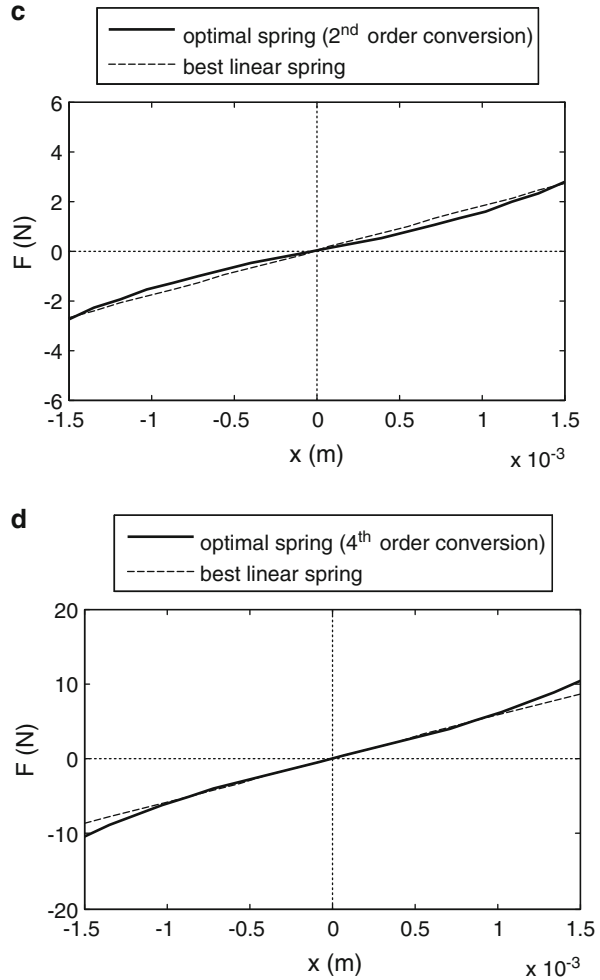 c
optimal spring (2nd order conversion)
best linear spring
6
4
2
0
-2
-4
-6
F (N)
-1.5
-1
-0.5
0
0.5
1
1.5
x (m)
x 10-3
d
optimal spring (4th order conversion)
best linear spring
20
10
0
-10
-20
F (N)
-1.5
-1
-0.5
0
0.5
1
1.5
x (m)
x 10-3